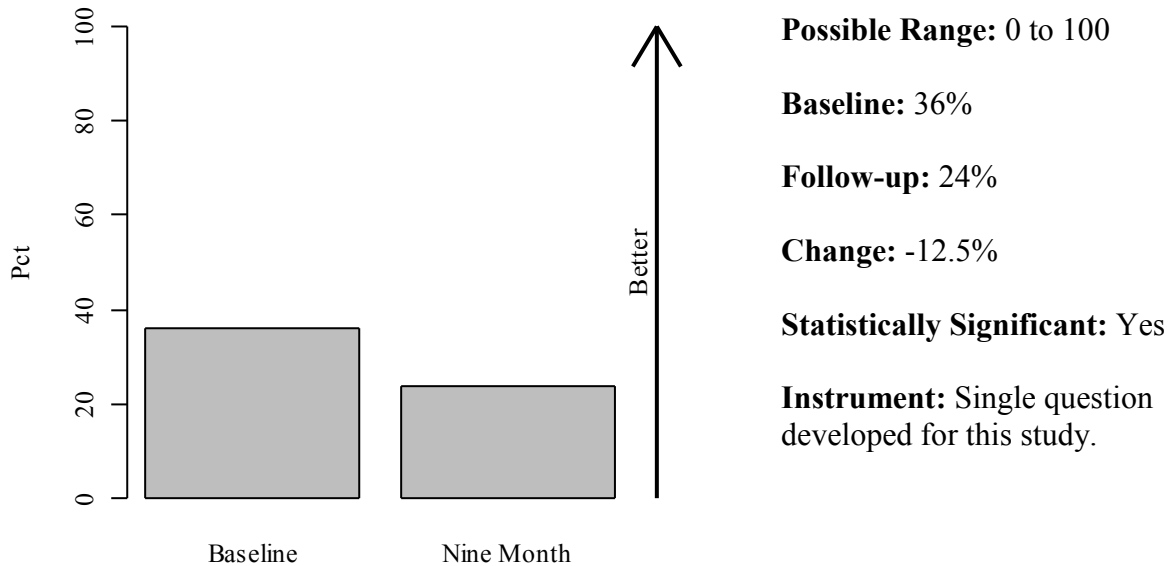 100
80
60
40
20
0
Pct
Baseline
Nine Month
Better
Possible Range: 0 to 100
Baseline: 36%
Follow-up: 24%
Change: -12.5%
Statistically Significant: Yes
Instrument: Single question
developed for this study.